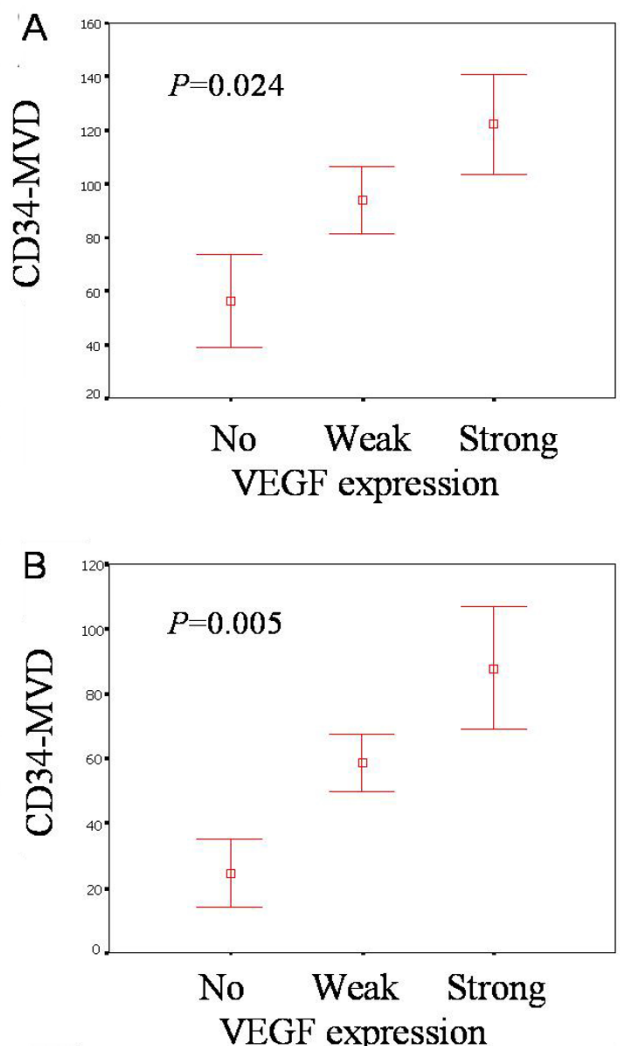 A
160
140
120
100
80
60
40
20
P=0.024
CD34-MVD
No Weak Strong
VEGF expression
B
120
100
80
60
40
20
0
P=0.005
CD34-MVD
No Weak Strong
VEGF expression